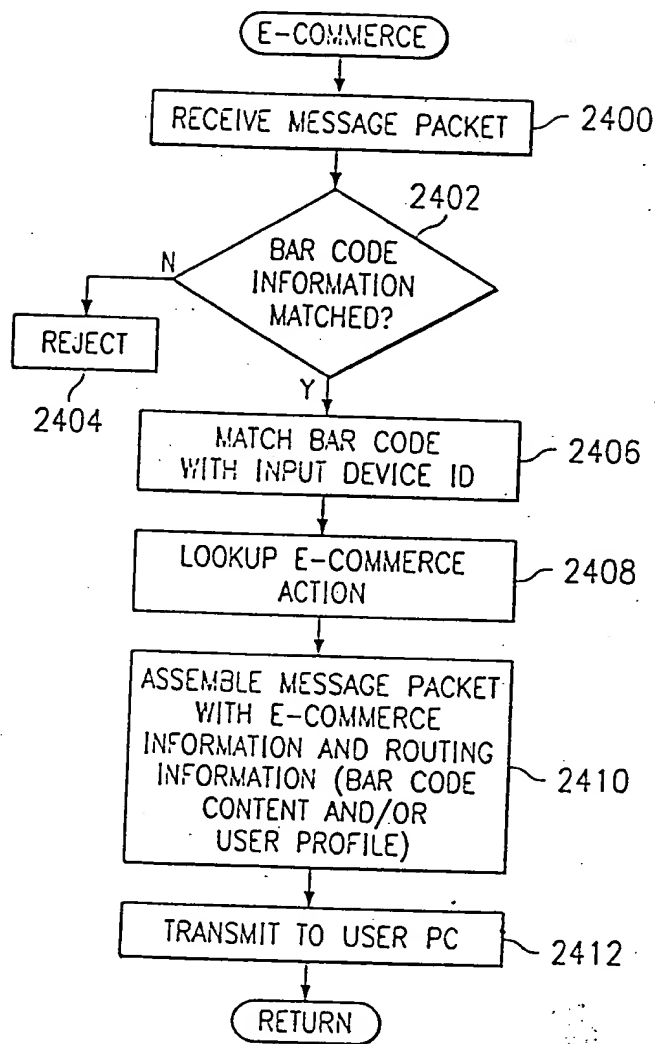 E-COMMERCE
RECEIVE MESSAGE PACKET
2400
2402
BAR CODE
INFORMATION
MATCHED?
N
REJECT
2404
Y
MATCH BAR CODE
WITH INPUT DEVICE ID
2406
LOOKUP E-COMMERCE
ACTION
2408
ASSEMBLE MESSAGE PACKET
WITH E-COMMERCE
INFORMATION AND ROUTING
INFORMATION (BAR CODE
CONTENT AND/OR
USER PROFILE)
2410
TRANSMIT TO USER PC
2412
RETURN